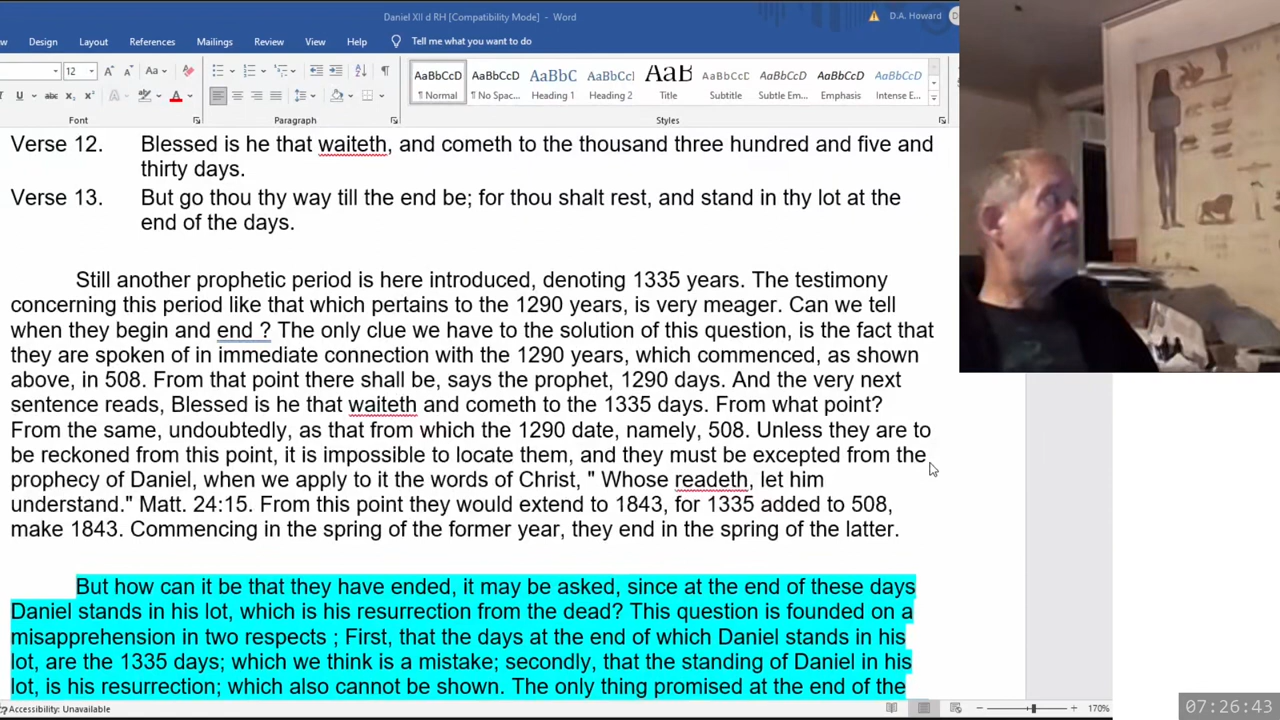 Daniel XII d RH [Compatibility Mode] - Word
D.A. Howard
D
w Design Layout References Mailings Review View Help Tell me what you want to do
12 Aa ¶ AaBbCcD AaBbCcD AaBbC AaBbCcl AaB AaBbCcD AaBbCcD AaBbCcD AaBbCcD
I U abc x₂ x² A A ¶ Normal ¶ No Spac... Heading 1 Heading 2 Title Subtitle Subtle Em... Emphasis Intense E...
Font Paragraph Styles
Verse 12. Blessed is he that waiteth, and cometh to the thousand three hundred and five and
thirty days.
Verse 13. But go thou thy way till the end be; for thou shalt rest, and stand in thy lot at the
end of the days.
Still another prophetic period is here introduced, denoting 1335 years. The testimony
concerning this period like that which pertains to the 1290 years, is very meager. Can we tell
when they begin and end ? The only clue we have to the solution of this question, is the fact that
they are spoken of in immediate connection with the 1290 years, which commenced, as shown
above, in 508. From that point there shall be, says the prophet, 1290 days. And the very next
sentence reads, Blessed is he that waiteth and cometh to the 1335 days. From what point?
From the same, undoubtedly, as that from which the 1290 date, namely, 508. Unless they are to
be reckoned from this point, it is impossible to locate them, and they must be excepted from the
prophecy of Daniel, when we apply to it the words of Christ, " Whose readeth, let him
understand." Matt. 24:15. From this point they would extend to 1843, for 1335 added to 508,
make 1843. Commencing in the spring of the former year, they end in the spring of the latter.
But how can it be that they have ended, it may be asked, since at the end of these days
Daniel stands in his lot, which is his resurrection from the dead? This question is founded on a
misapprehension in two respects ; First, that the days at the end of which Daniel stands in his
lot, are the 1335 days; which we think is a mistake; secondly, that the standing of Daniel in his
lot, is his resurrection; which also cannot be shown. The only thing promised at the end of the
Accessibility: Unavailable
170%
07:26:43